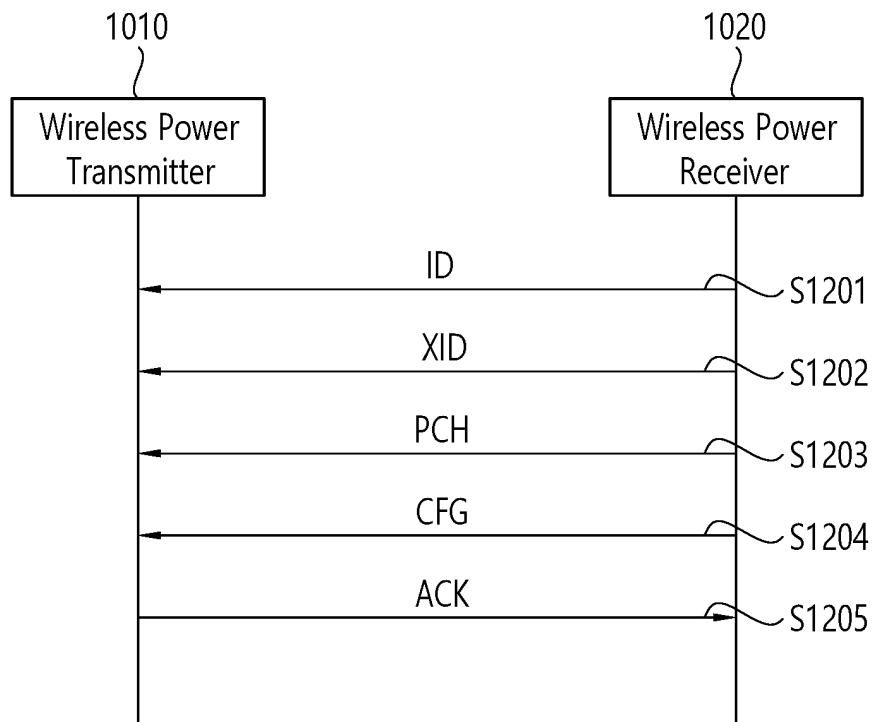 1010
1020
Wireless Power
Transmitter
Wireless Power
Receiver
ID
S1201
XID
S1202
PCH
S1203
CFG
S1204
ACK
S1205